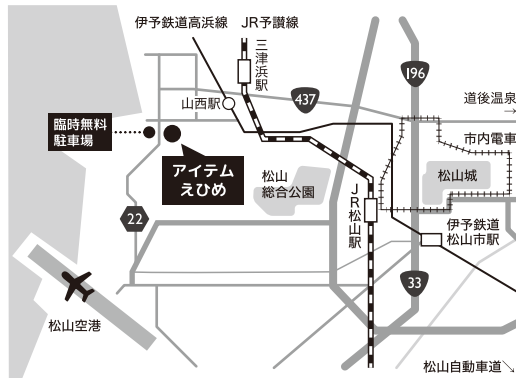 伊予鉄道高浜線
JR予讃線
三津浜駅
196
山西駅
437
道後温泉
臨時無料
駐車場
市内電車
アイテム
えひめ
松山
総合公園
松山城
JR松山駅
22
伊予鉄道
松山市駅
33
松山空港
松山自動車道